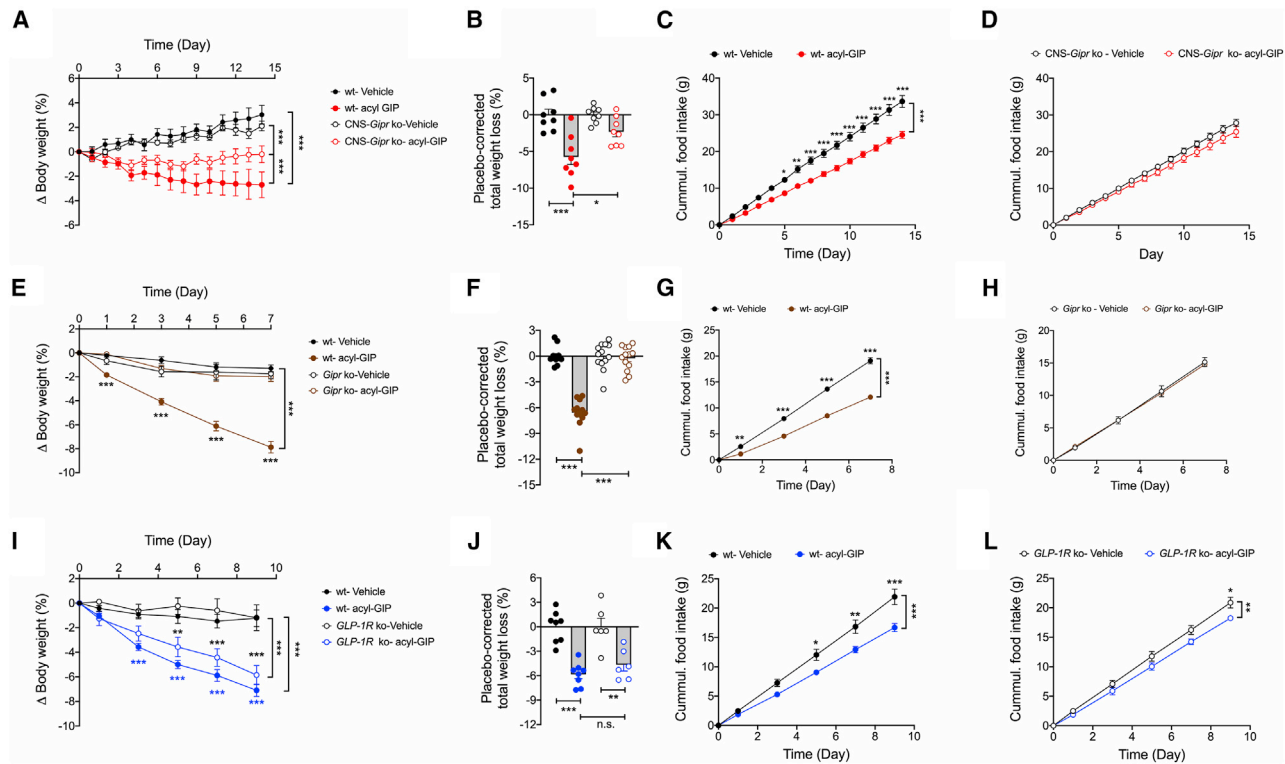 A
Time (Day)
0 3 6 9 12 15
6
4
2
0
-2
-4
-6
Δ Body weight (%)
wt- Vehicle
wt- acyl GIP
CNS-Gipr ko-Vehicle
CNS-Gipr ko- acyl-GIP
***
***
***
B
5
0
-5
-10
-15
Placebo-corrected
total weight loss (%)
***
*
C
wt- Vehicle
wt- acyl-GIP
40
30
20
10
0
Cummul. food intake (g)
* ** *** *** *** *** *** *** *** ***
***
0 5 10 15
Time (Day)
D
CNS-Gipr ko - Vehicle
CNS-Gipr ko- acyl-GIP
40
30
20
10
0
Cummul. food intake (g)
0 5 10 15
Day
E
Time (Day)
0 1 2 3 4 5 6 7
2
0
-2
-4
-6
-8
-10
Δ Body weight (%)
wt- Vehicle
wt- acyl-GIP
Gipr ko-Vehicle
Gipr ko- acyl-GIP
*** *** *** ***
***
F
6
3
0
-3
-6
-9
-12
-15
Placebo-corrected
total weight loss (%)
***
***
G
wt- Vehicle
wt- acyl-GIP
25
20
15
10
5
0
Cummul. food intake (g)
** *** *** ***
***
0 2 4 6 8
Time (Day)
H
Gipr ko - Vehicle
Gipr ko- acyl-GIP
20
15
10
5
0
Cummul. food intake (g)
0 2 4 6 8
Time (Day)
I
Time (Day)
0 2 4 6 8 10
2
0
-2
-4
-6
-8
-10
Δ Body weight (%)
wt- Vehicle
wt- acyl-GIP
GLP-1R ko-Vehicle
GLP-1R ko- acyl-GIP
** *** ***
*** *** *** ***
***
***
J
6
3
0
-3
-6
-9
-12
Placebo-corrected
total weight loss (%)
***
**
n.s.
K
wt- Vehicle
wt- acyl-GIP
25
20
15
10
5
0
Cummul. food intake (g)
* ** ***
***
0 2 4 6 8 10
Time (Day)
L
GLP-1R ko- Vehicle
GLP-1R ko- acyl-GIP
25
20
15
10
5
0
Cummul. food intake (g)
*
**
0 2 4 6 8 10
Time (Day)